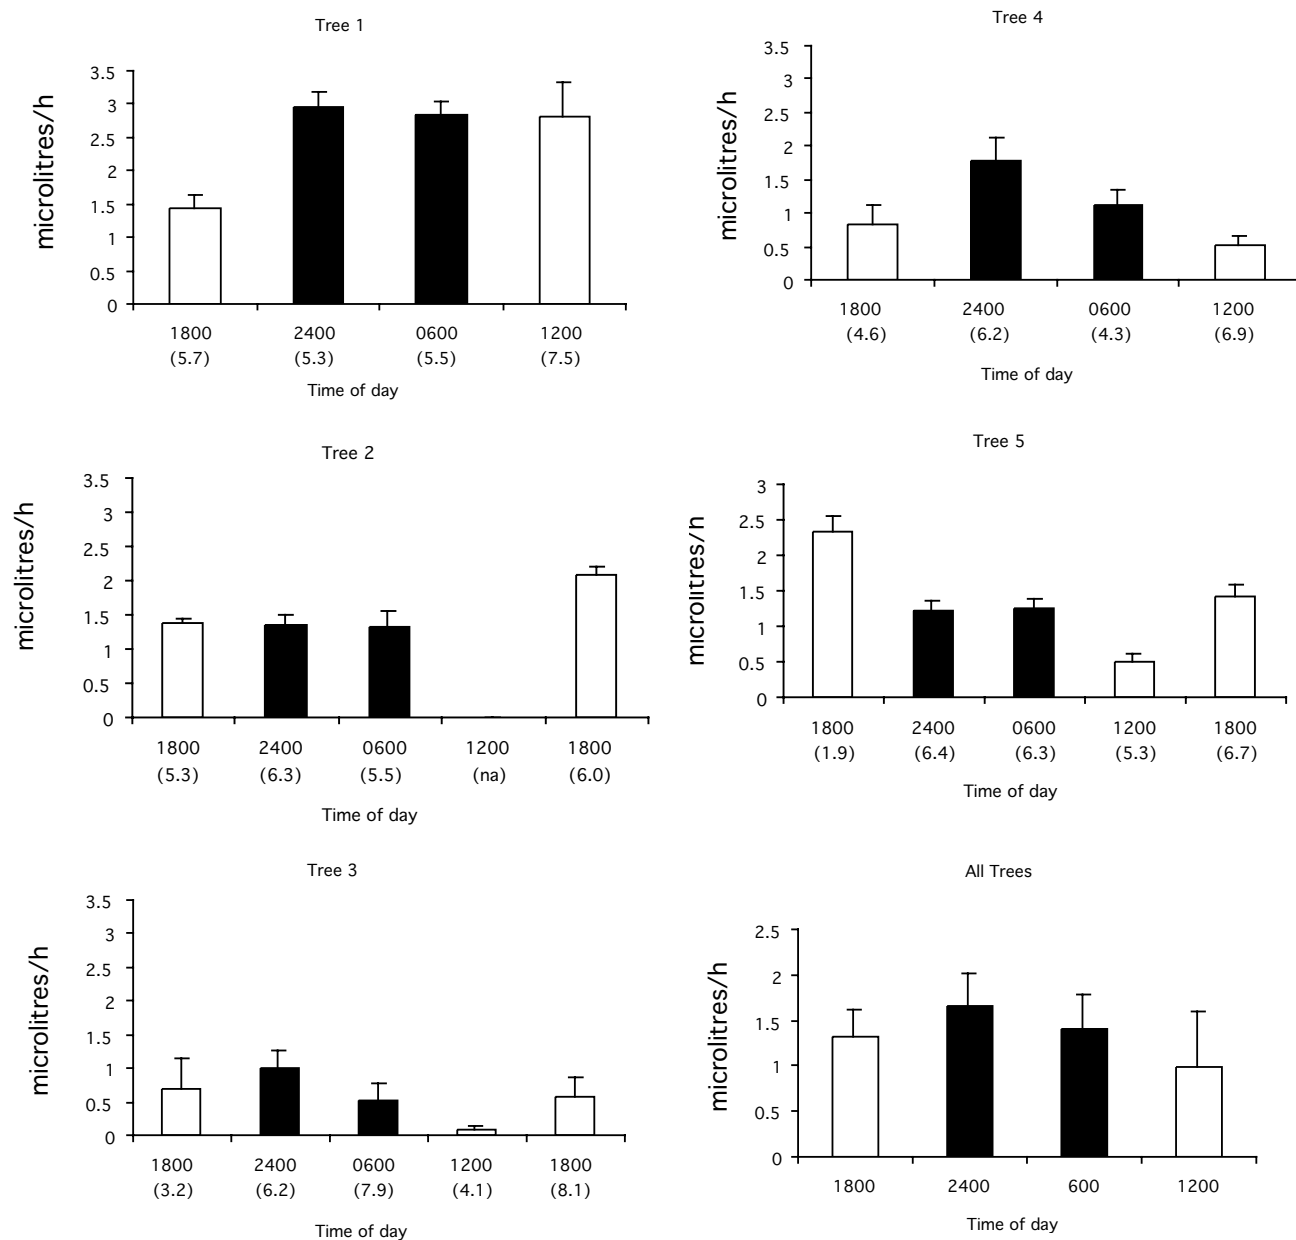 Tree 1
microlitres/h
3.5
3
2.5
2
1.5
1
0.5
0
1800 2400 0600 1200
(5.7) (5.3) (5.5) (7.5)
Time of day
Tree 4
microlitres/h
3.5
3
2.5
2
1.5
1
0.5
0
1800 2400 0600 1200
(4.6) (6.2) (4.3) (6.9)
Time of day
Tree 2
microlitres/h
3.5
3
2.5
2
1.5
1
0.5
0
1800 2400 0600 1200 1800
(5.3) (6.3) (5.5) (na) (6.0)
Time of day
Tree 5
microlitres/h
3
2.5
2
1.5
1
0.5
0
1800 2400 0600 1200 1800
(1.9) (6.4) (6.3) (5.3) (6.7)
Time of day
Tree 3
microlitres/h
3.5
3
2.5
2
1.5
1
0.5
0
1800 2400 0600 1200 1800
(3.2) (6.2) (7.9) (4.1) (8.1)
Time of day
All Trees
microlitres/h
2.5
2
1.5
1
0.5
0
1800 2400 600 1200
Time of day